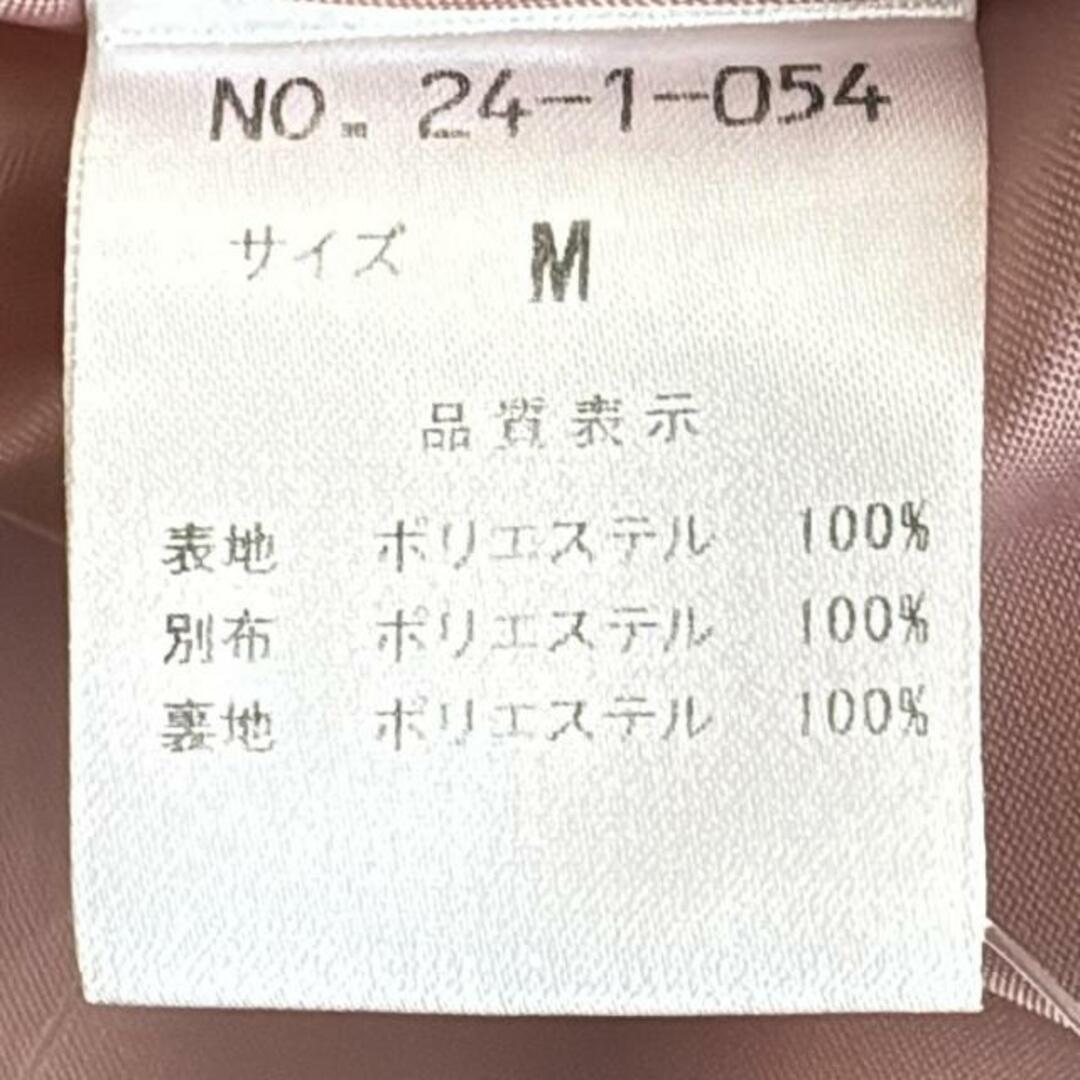 NO. 24-1-054
サイズ M
品質表示
表地 ポリエステル 100%
別布 ポリエステル 100%
裏地 ポリエステル 100%